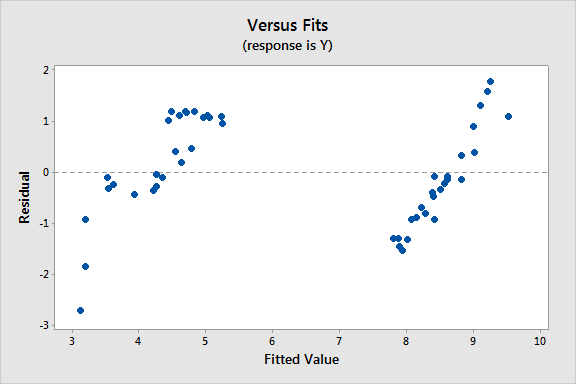 Versus Fits
(response is Y)
2
1
0
-1
-2
-3
Residual
3 4 5 6 7 8 9 10
Fitted Value